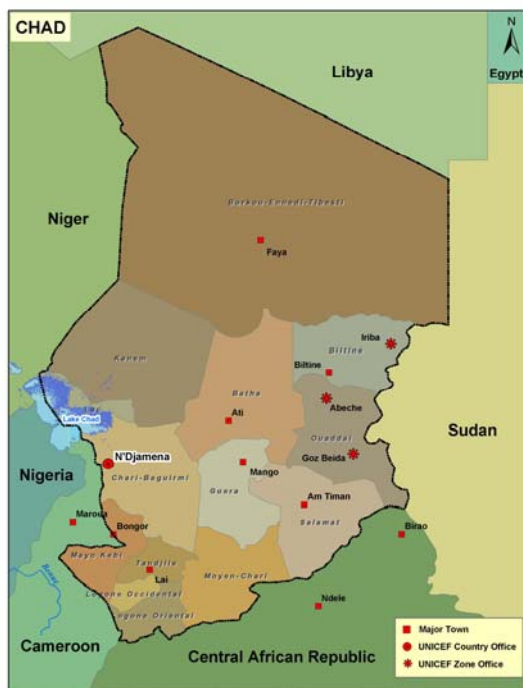 CHAD
N
Libya
Egypt
Niger
Borkou-Ennedi-Tibesti
Faya
Iriba
Kanem
Biltine
Biltine
Batha
Abeche
Lac
Lake Chad
Ati
Ouaddai
Sudan
N'Djamena
Goz Beida
Nigeria
Chari-Baguirmi
Mango
Guera
Am Timan
Maroua
Salamat
Bongor
Birao
Mayo Kebi
Tandjile
Lai
Moyen-Chari
Benoue
Logone Occidental
Logone Oriental
Ndele
Cameroon
Central African Republic
Major Town
UNICEF Country Office
UNICEF Zone Office